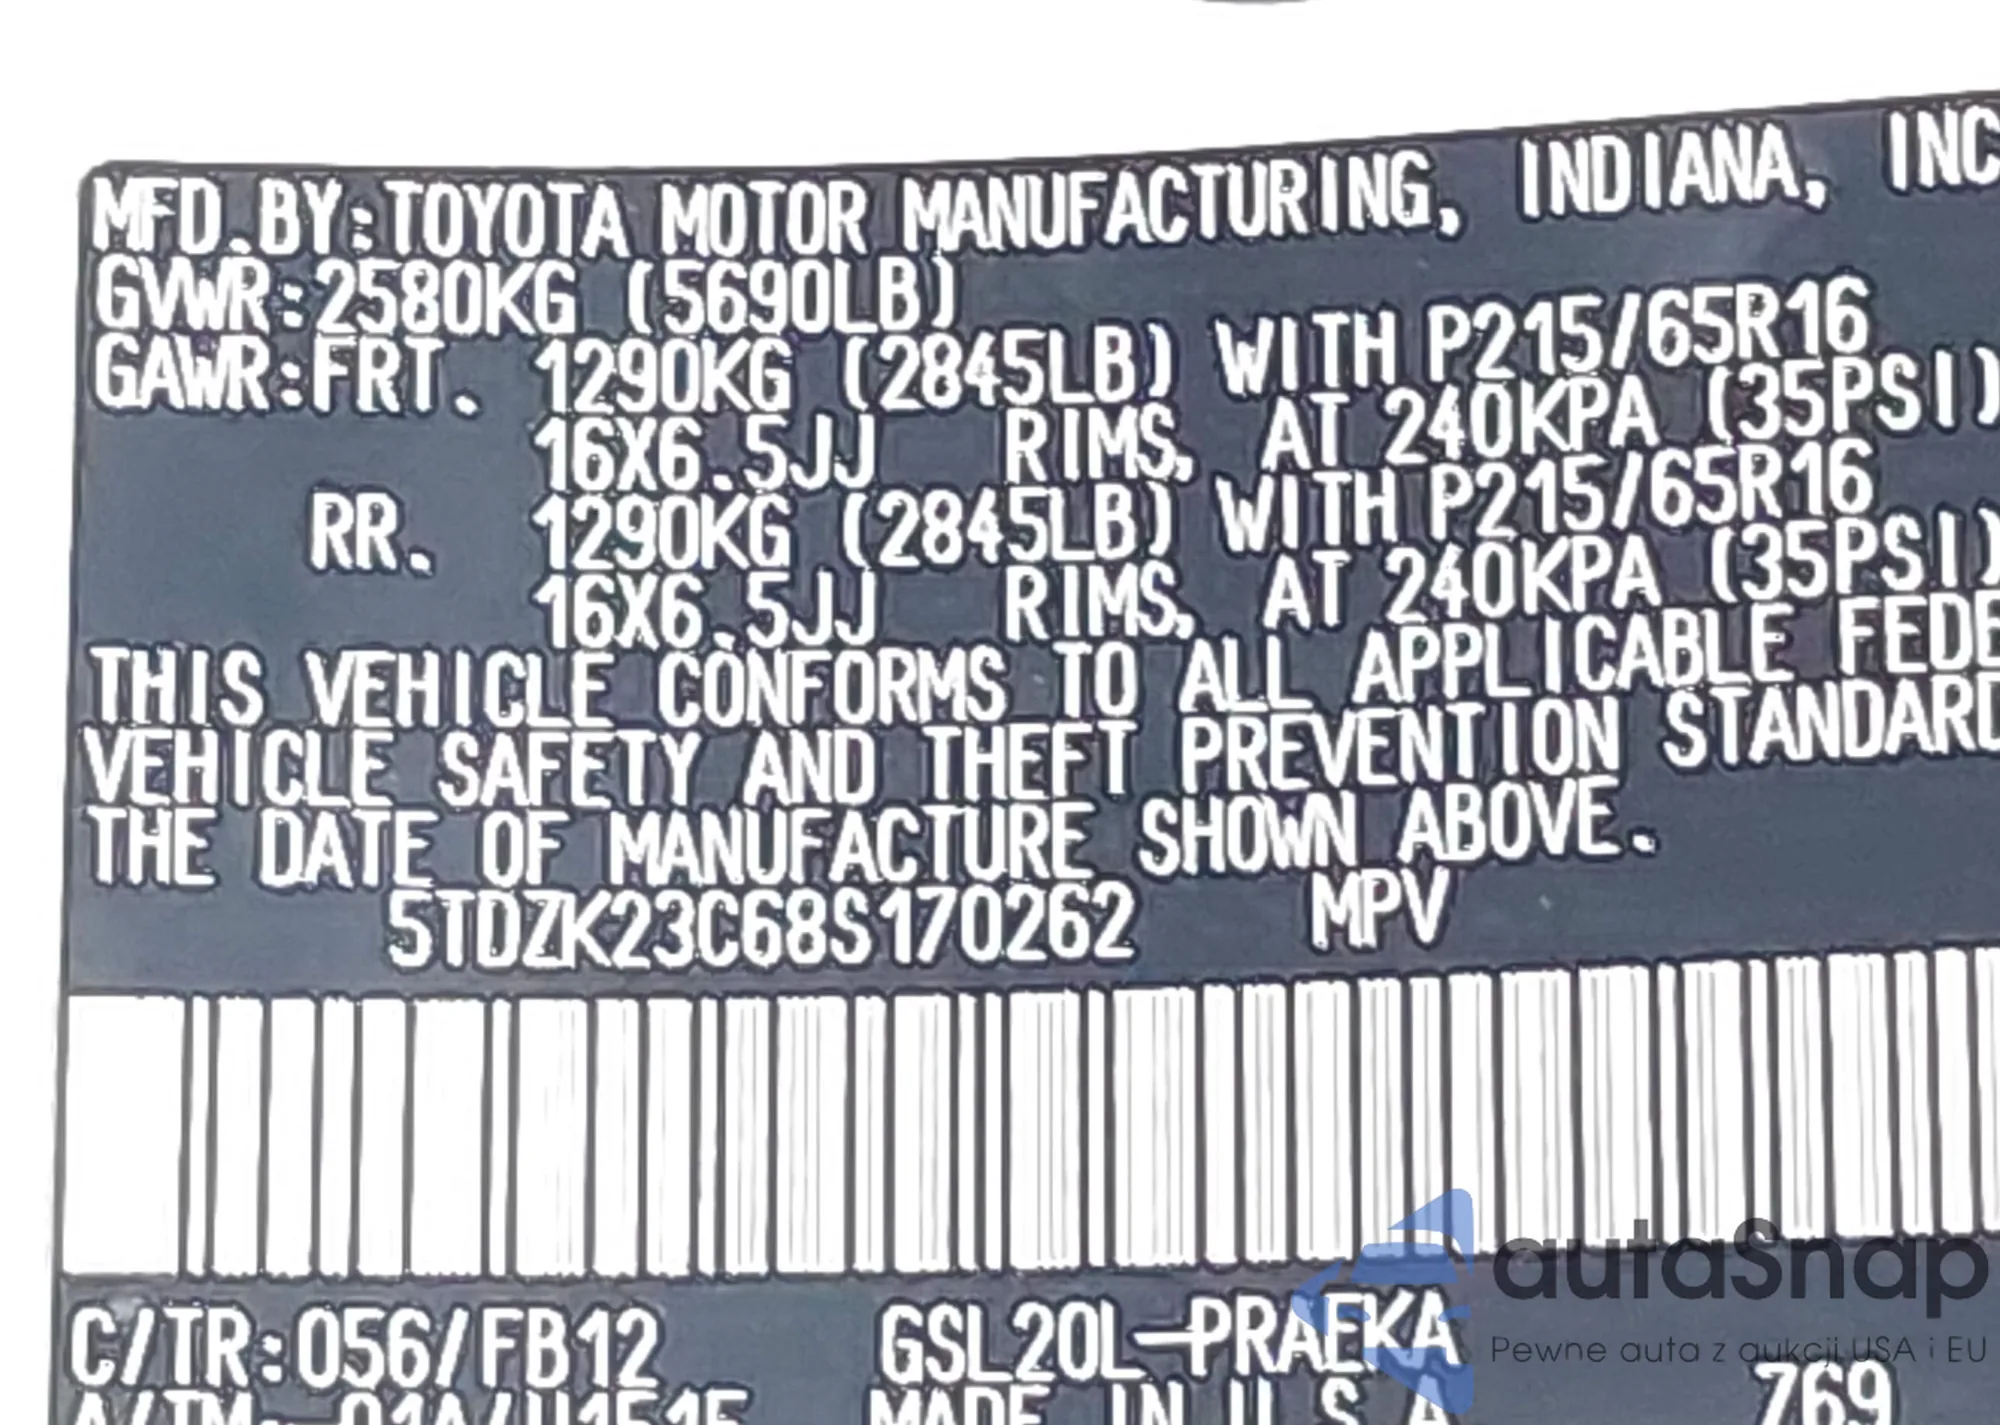 MFD.BY:TOYOTA MOTOR MANUFACTURING, INDIANA, INC
GVWR:2580KG (5690LB)
GAWR:FRT. 1290KG (2845LB) WITH P215/65R16
16X6.5JJ RIMS, AT 240KPA (35PSI)
RR. 1290KG (2845LB) WITH P215/65R16
16X6.5JJ RIMS, AT 240KPA (35PSI)
THIS VEHICLE CONFORMS TO ALL APPLICABLE FEDE
VEHICLE SAFETY AND THEFT PREVENTION STANDARD
THE DATE OF MANUFACTURE SHOWN ABOVE.
5TDZK23C68S170262 MPV
C/TR:056/FB12 GSL20L-PRAEKA
MADE IN U.S.A 769
autaSnap
Pewne auta z aukcji USA i EU